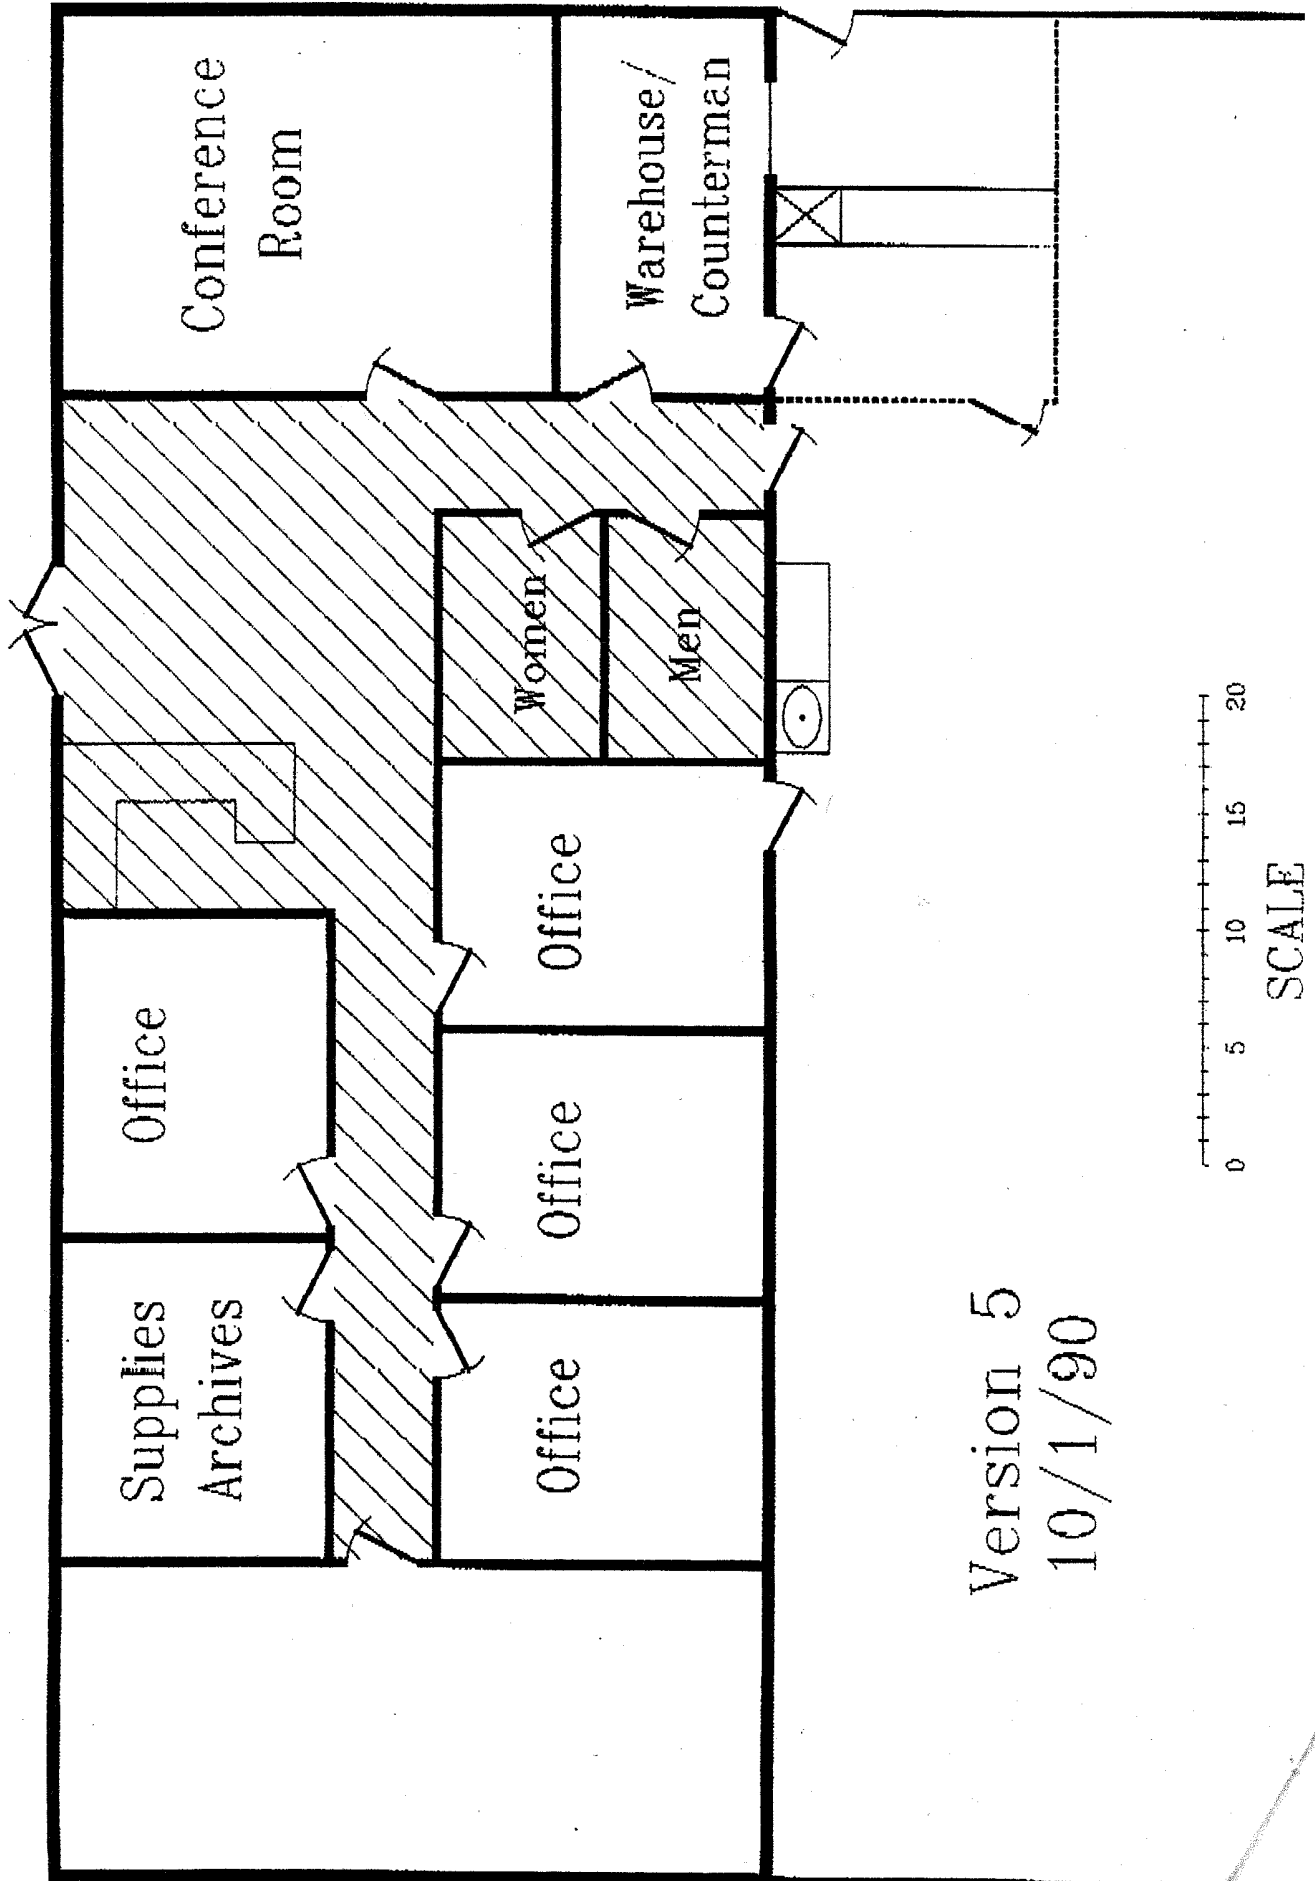 Conference
Room
Warehouse/
Counterman
Women
Men
Office
Office
Office
Office
Supplies
Archives
Version 5
10/1/90
0 5 10 15 20
SCALE